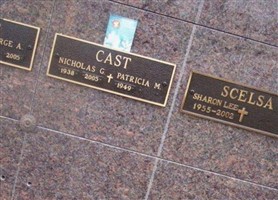 RGE A.
2005
CAST
NICHOLAS G. PATRICIA M.
1938 2005 1949
SCELSA
SHARON LEE
1955-2002